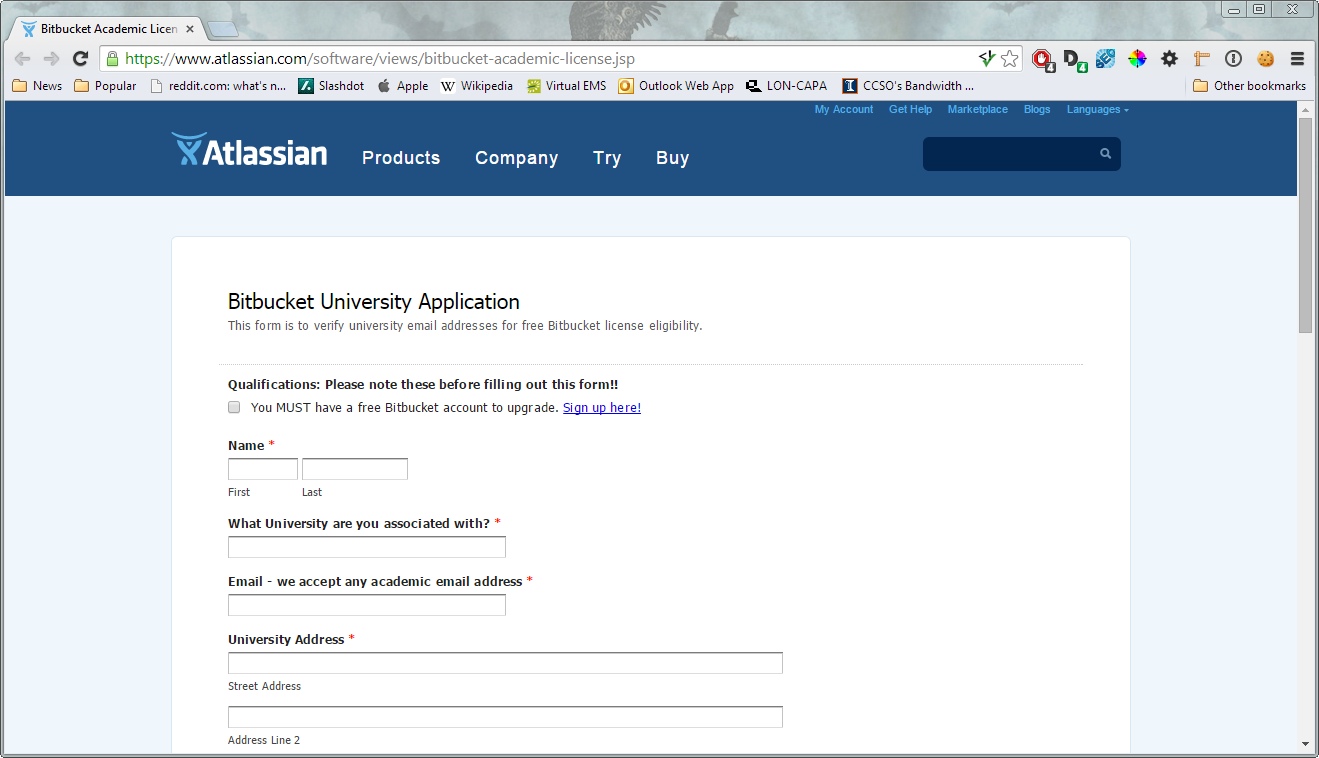 Bitbucket Academic Licen
https://www.atlassian.com/software/views/bitbucket-academic-license.jsp
4
D 4
News Popular reddit.com: what's n... Slashdot Apple W Wikipedia Virtual EMS Outlook Web App LON-CAPA I CCSO's Bandwidth ... Other bookmarks
My Account Get Help Marketplace Blogs Languages
Atlassian Products Company Try Buy
Bitbucket University Application
This form is to verify university email addresses for free Bitbucket license eligibility.
Qualifications: Please note these before filling out this form!!
You MUST have a free Bitbucket account to upgrade. Sign up here!
Name *
First Last
What University are you associated with? *
Email - we accept any academic email address *
University Address *
Street Address
Address Line 2